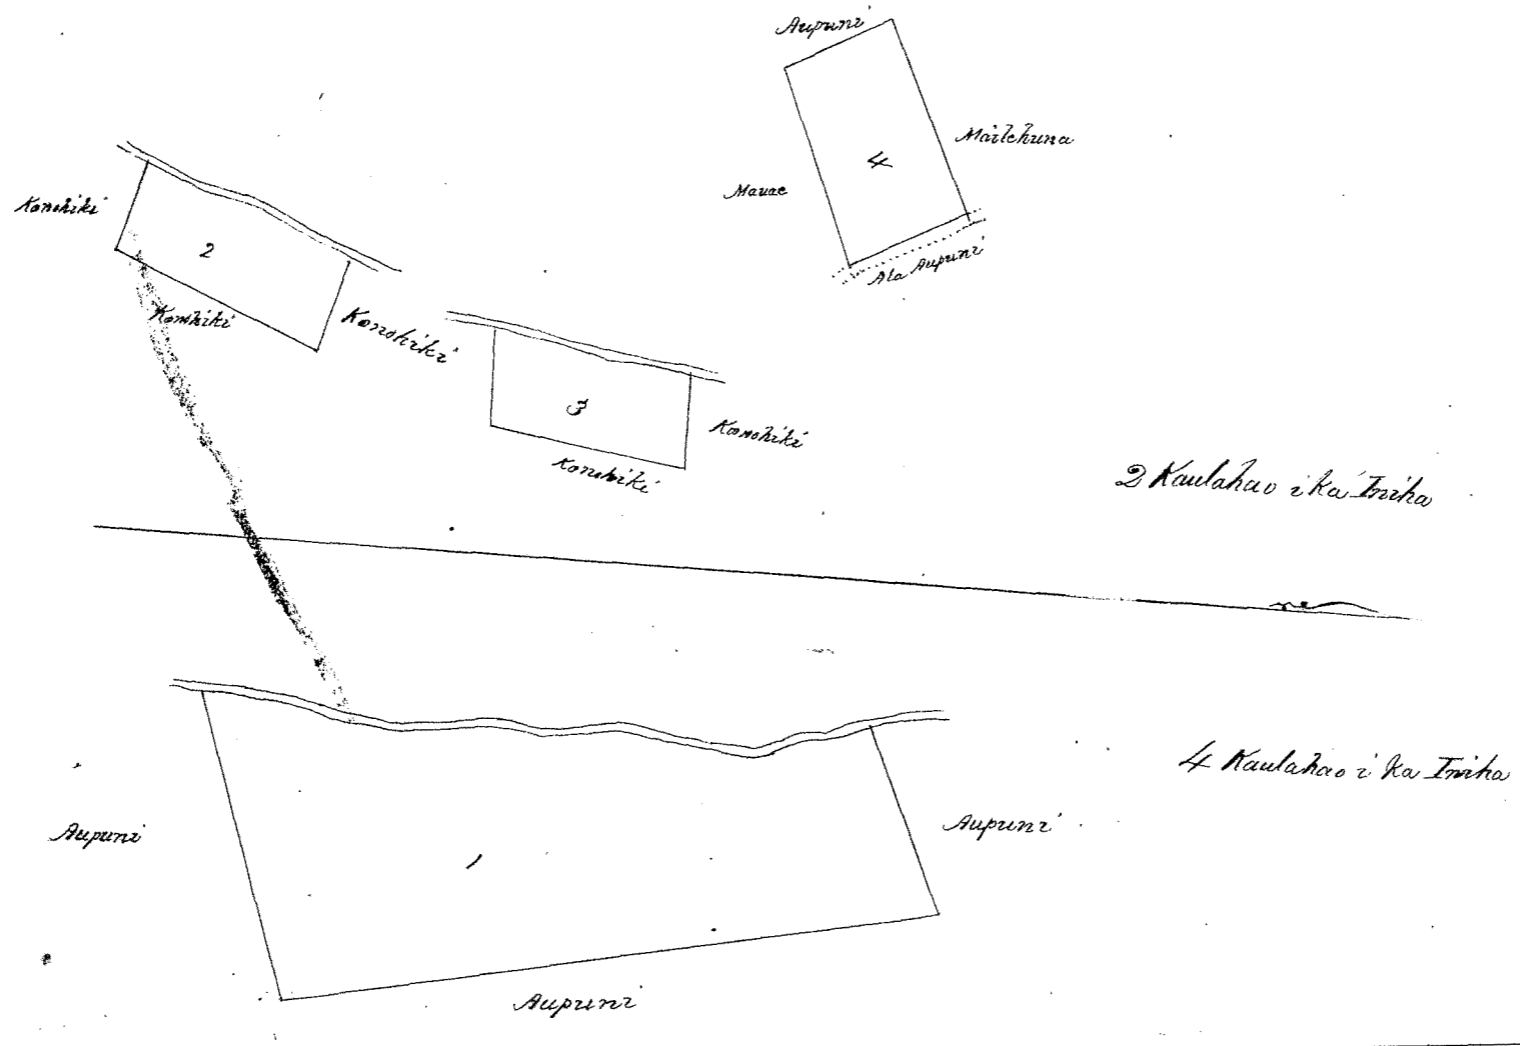 Aupuni
Mailehuna
4
Mauae
Ala Aupuni
Konohiki
2
Konohiki
Konohiki
3
Konohiki
Konohiki
2 Kaulahao i ka Iniha
4 Kaulahao i ka Iniha
Aupuni
1
Aupuni
Aupuni